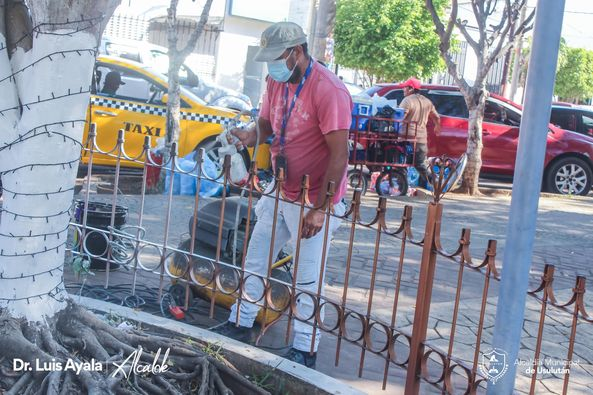 TAXI
Dr. Luis Ayala
Alcalde
Alcaldía Municipal
de Usulután